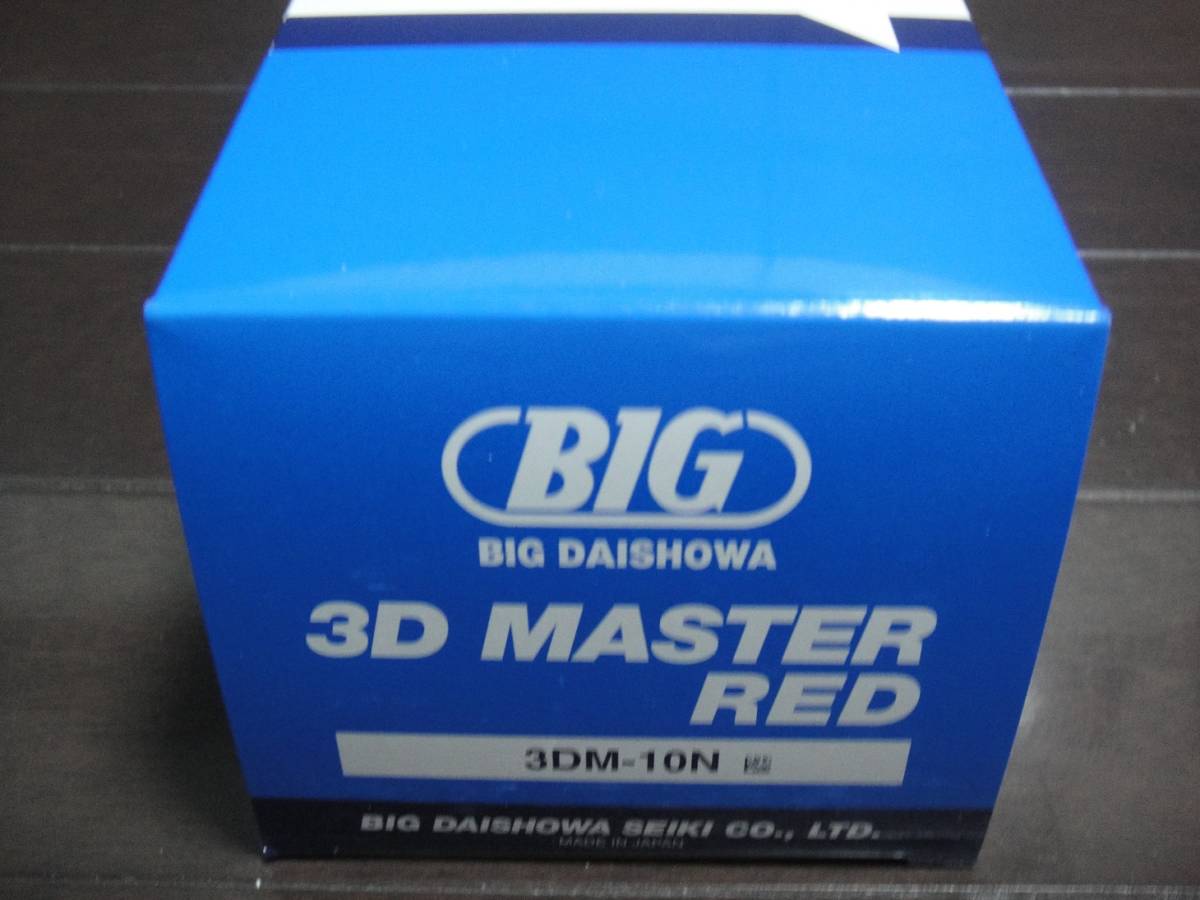 BIG
BIG DAISHOWA
3D MASTER
RED
3DM-10N
BIG DAISHOWA SEIKI CO., LTD.
MADE IN JAPAN